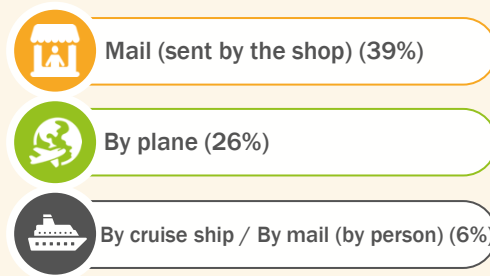 Mail (sent by the shop) (39%)
By plane (26%)
By cruise ship / By mail (by person) (6%)